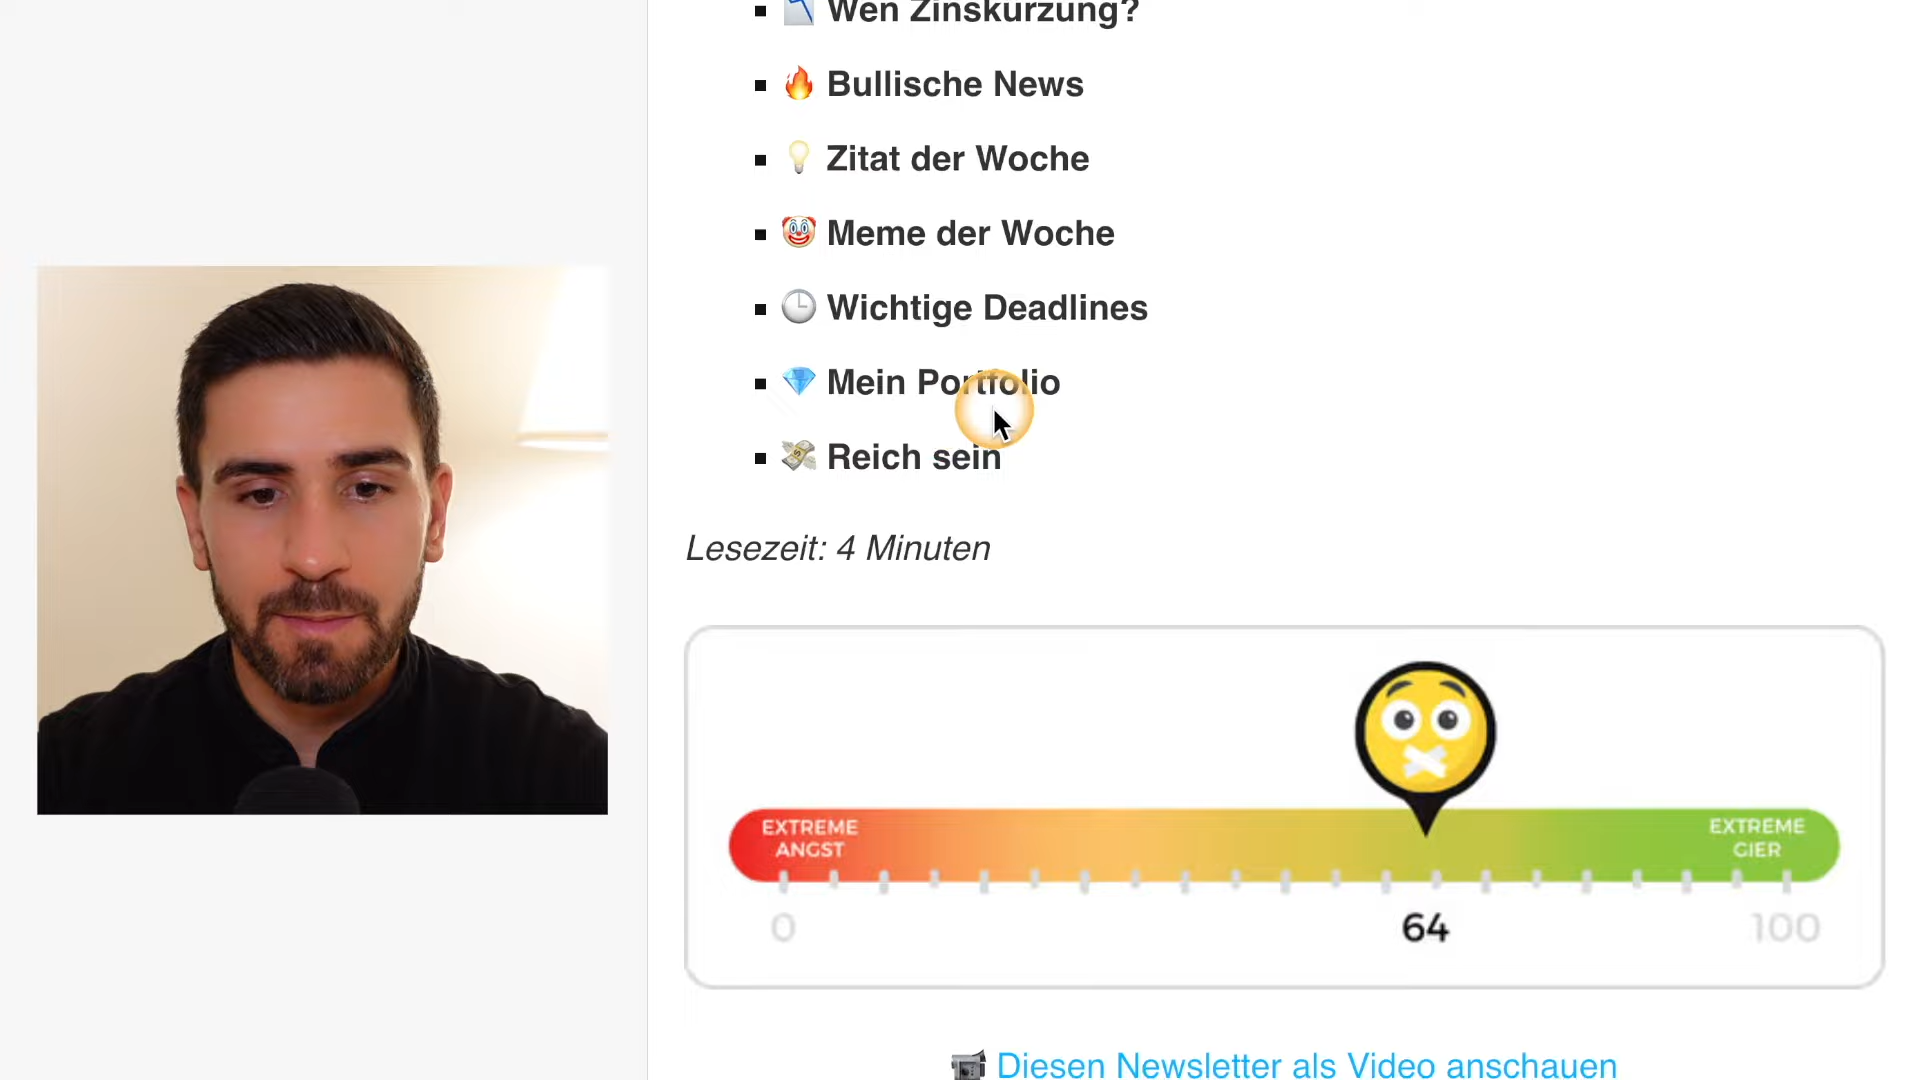 Wen Zinskürzung?
Bullische News
Zitat der Woche
Meme der Woche
Wichtige Deadlines
Mein Portfolio
Reich sein
Lesezeit: 4 Minuten
EXTREME
ANGST
EXTREME
GIER
0
64
100
Diesen Newsletter als Video anschauen